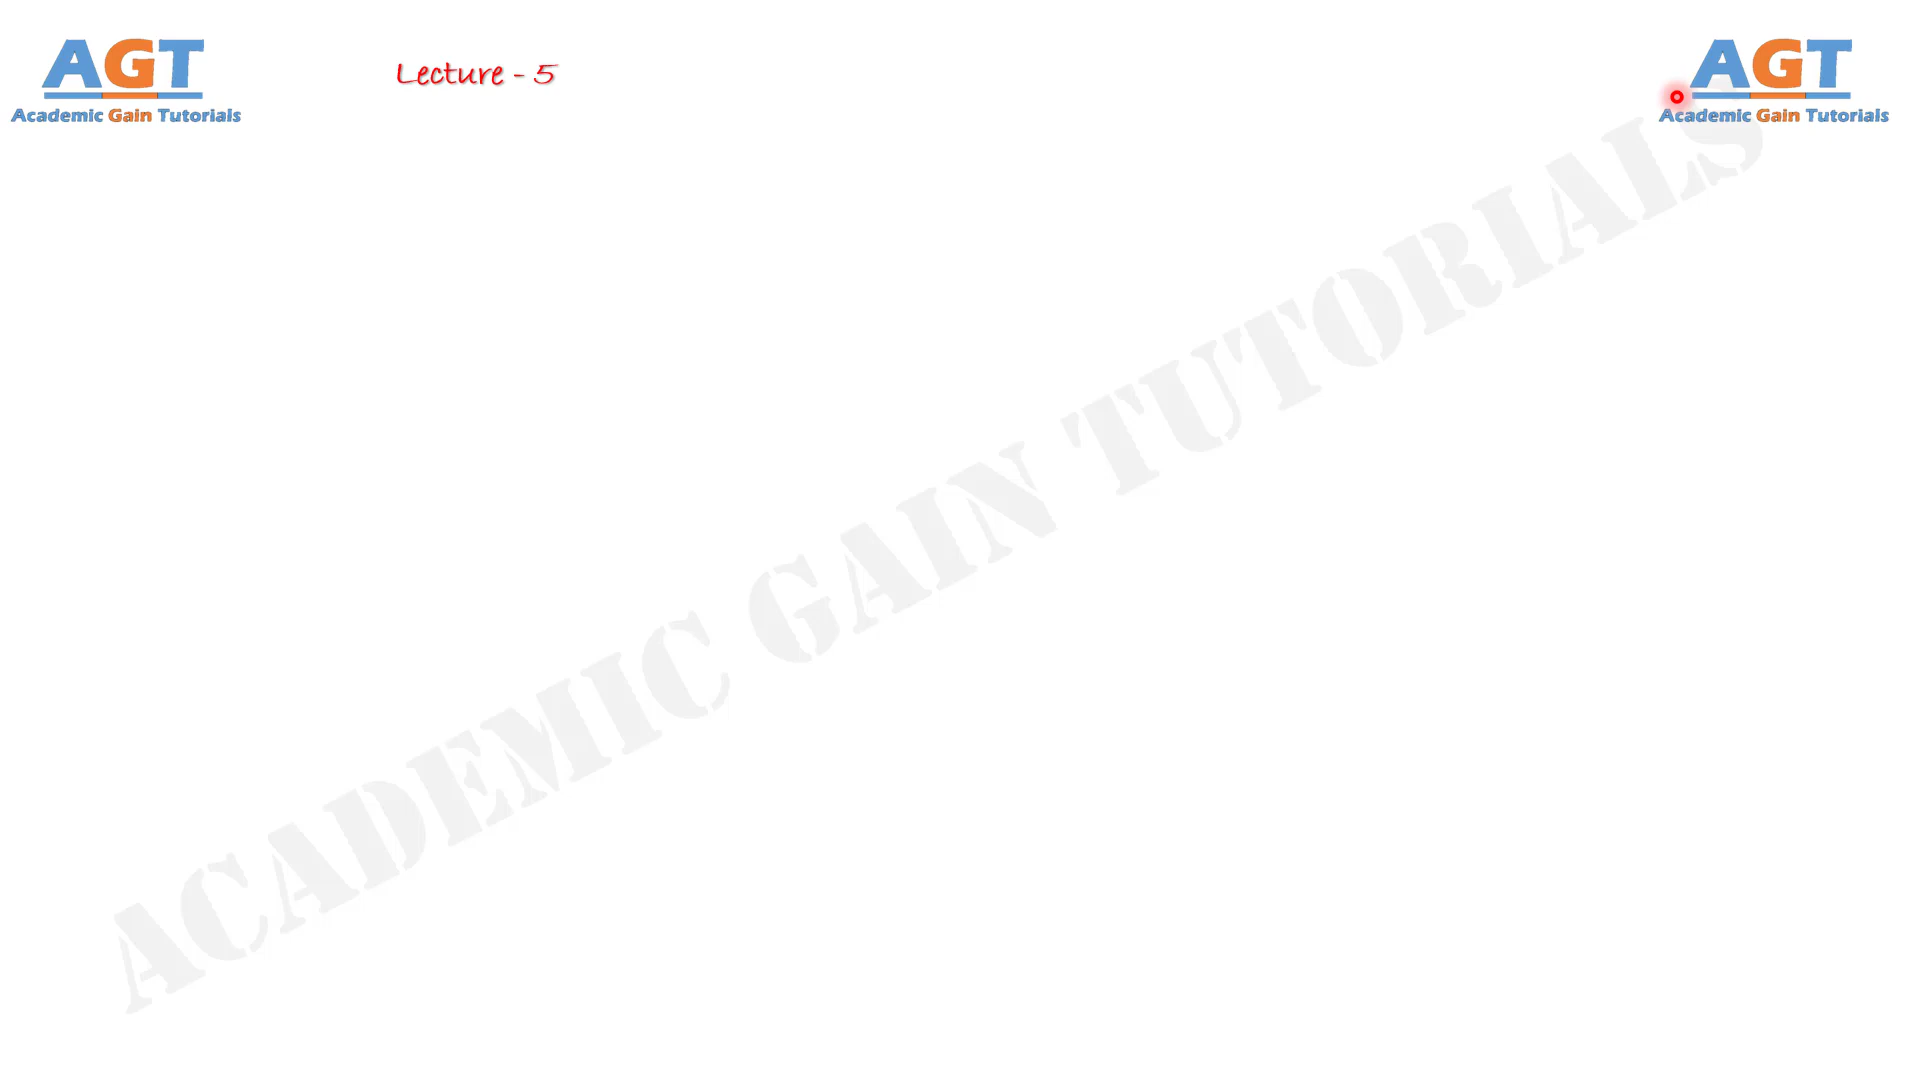 AGT
Academic Gain Tutorials
Lecture - 5
AGT
Academic Gain Tutorials
ACADEMIC GAIN TUTORIALS